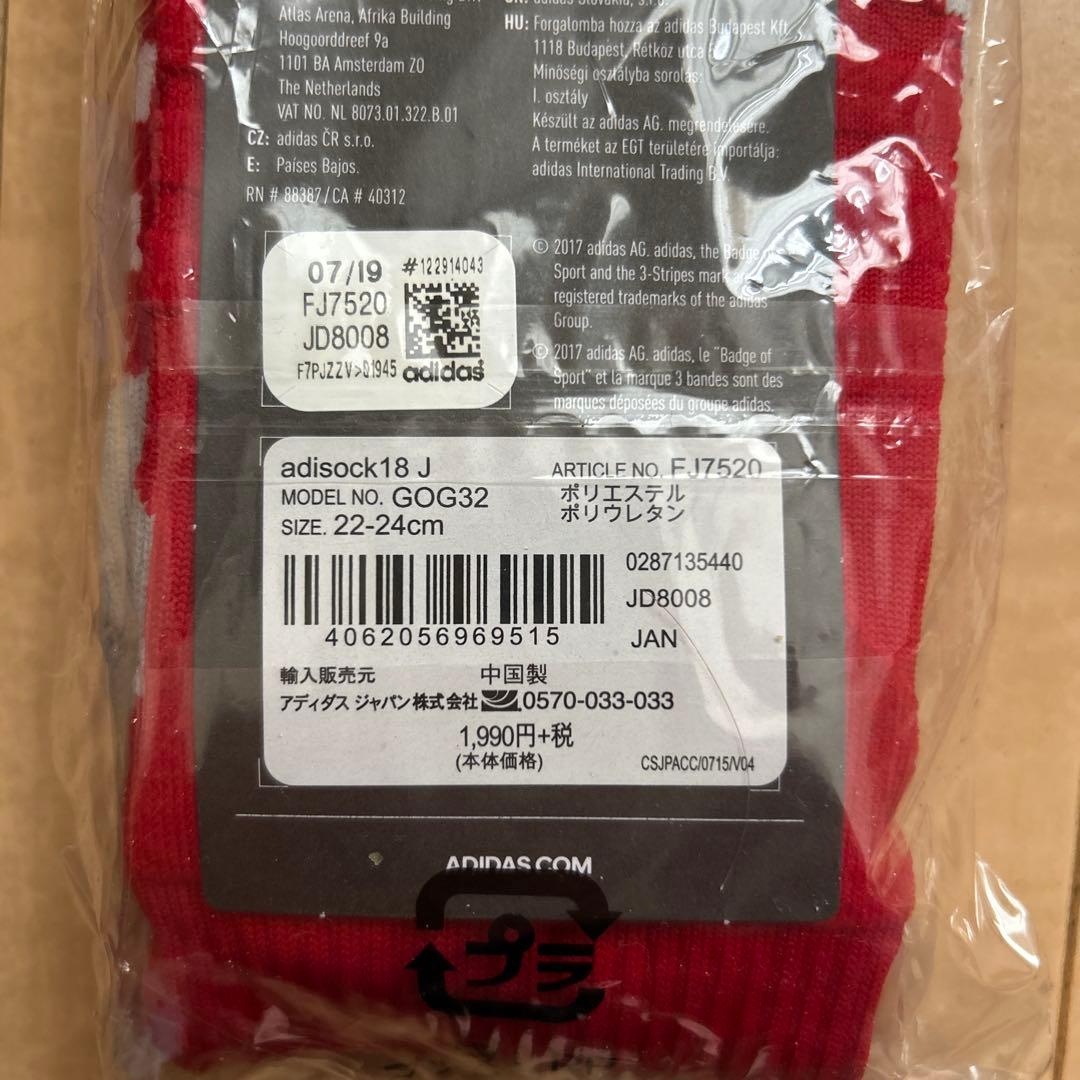 Atlas Arena, Afrika Building
Hoogoorddreef 9a
1101 BA Amsterdam ZO
The Netherlands
VAT NO. NL 8073.01.322.B.01
CZ: adidas ČR s.r.o.
E: Países Bajos.
RN # 88387/CA # 40312
adidas Slovakia, s.r.o.
HU: Forgalomba hozza az adidas Budapest Kft
1118 Budapest, Rétköz utca
Minőségi osztályba sorolás:
I. osztály
Készült az adidas AG. megrendelésére.
A terméket az EGT területére importálja:
adidas International Trading B.V.
© 2017 adidas AG. adidas, the Badge of
Sport and the 3-Stripes mark are
registered trademarks of the adidas
Group.
© 2017 adidas AG. adidas, le "Badge of
Sport" et la marque 3 bandes sont des
marques déposées du groupe adidas.
07/19 #122914043
FJ7520
JD8008
F7PJZZV>01945 adidas
adisock18 J ARTICLE NO. FJ7520
MODEL NO. GOG32 ポリエステル
SIZE. 22-24cm ポリウレタン
0287135440
JD8008
4062056969515 JAN
輸入販売元 中国製
アディダス ジャパン株式会社 0570-033-033
1,990円+税
(本体価格) CSJPACC/0715/V04
ADIDAS.COM
プラ